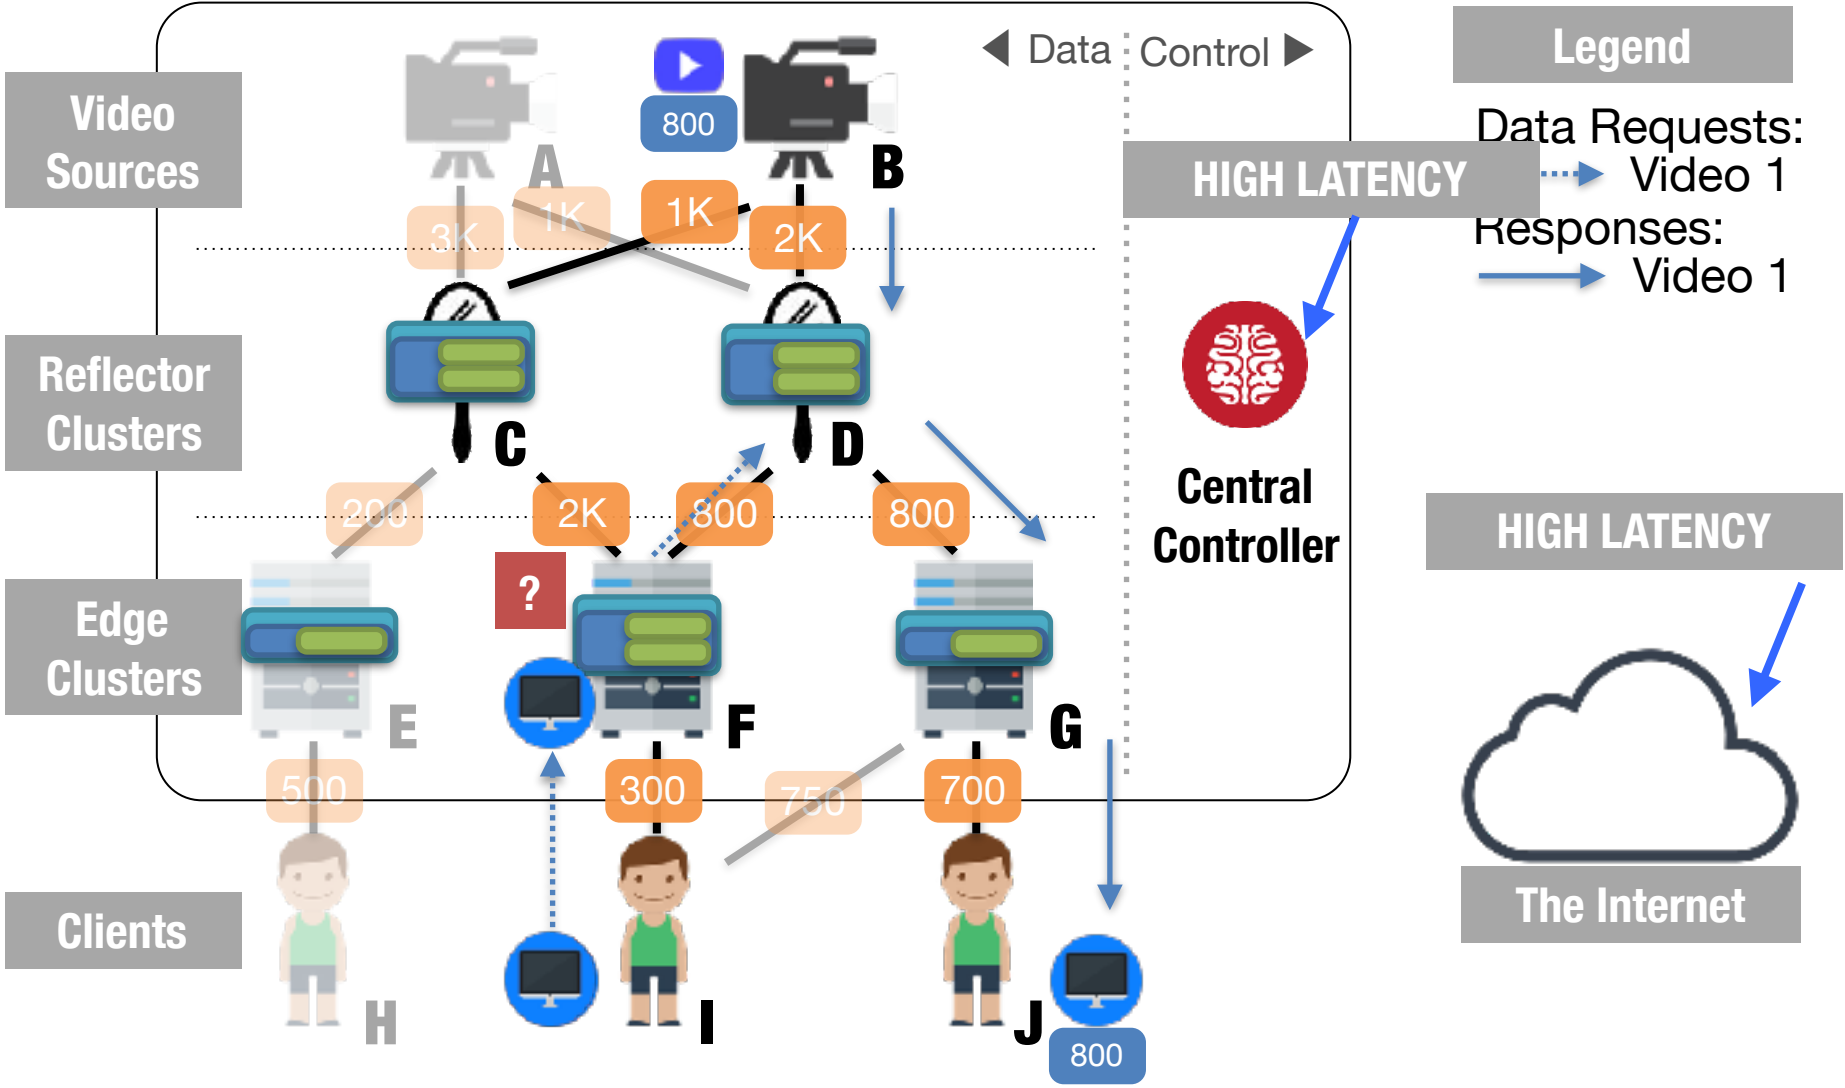 Data
Control
Legend
Video
Sources
A
800
B
HIGH LATENCY
Data Requests:
Video 1
Responses:
Video 1
3K
1K
1K
2K
Reflector
Clusters
C
D
Central
Controller
200
2K
800
800
HIGH LATENCY
Edge
Clusters
?
E
F
G
500
300
750
700
Clients
The Internet
H
I
J
800